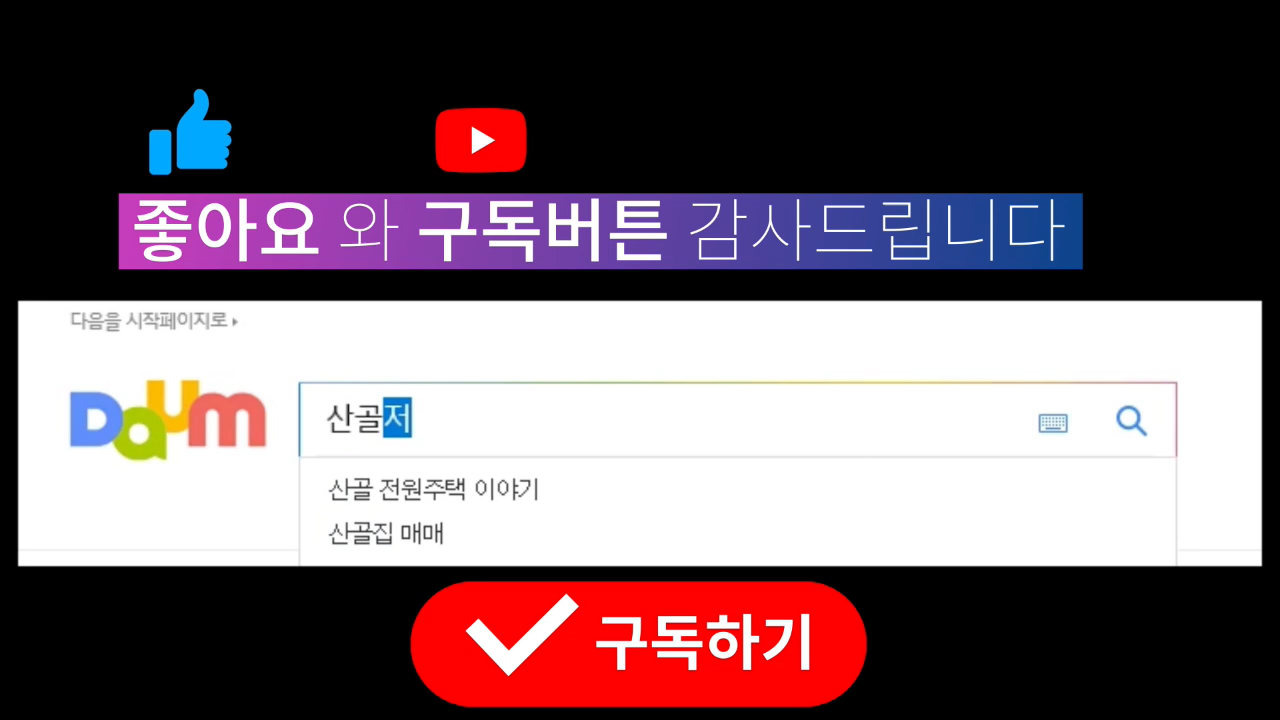 좋아요 와 구독버튼 감사드립니다
다음을 시작페이지로
Daum
산골저
산골 전원주택 이야기
산골집 매매
구독하기